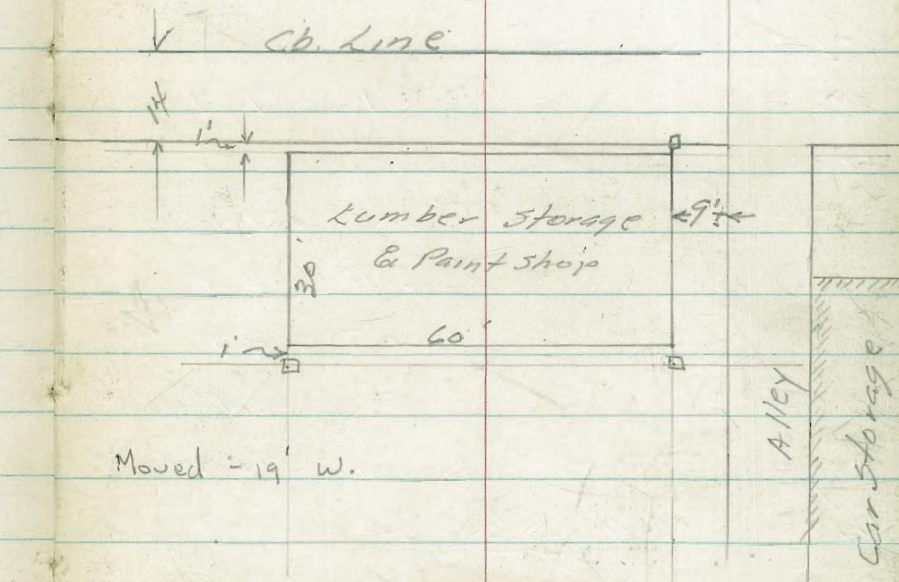 Cb. Line
14
1'
Lumber Storage
9'±
& Paint Shop
30'
60'
1'
Alley
Car Storage
Moved - 19' W.